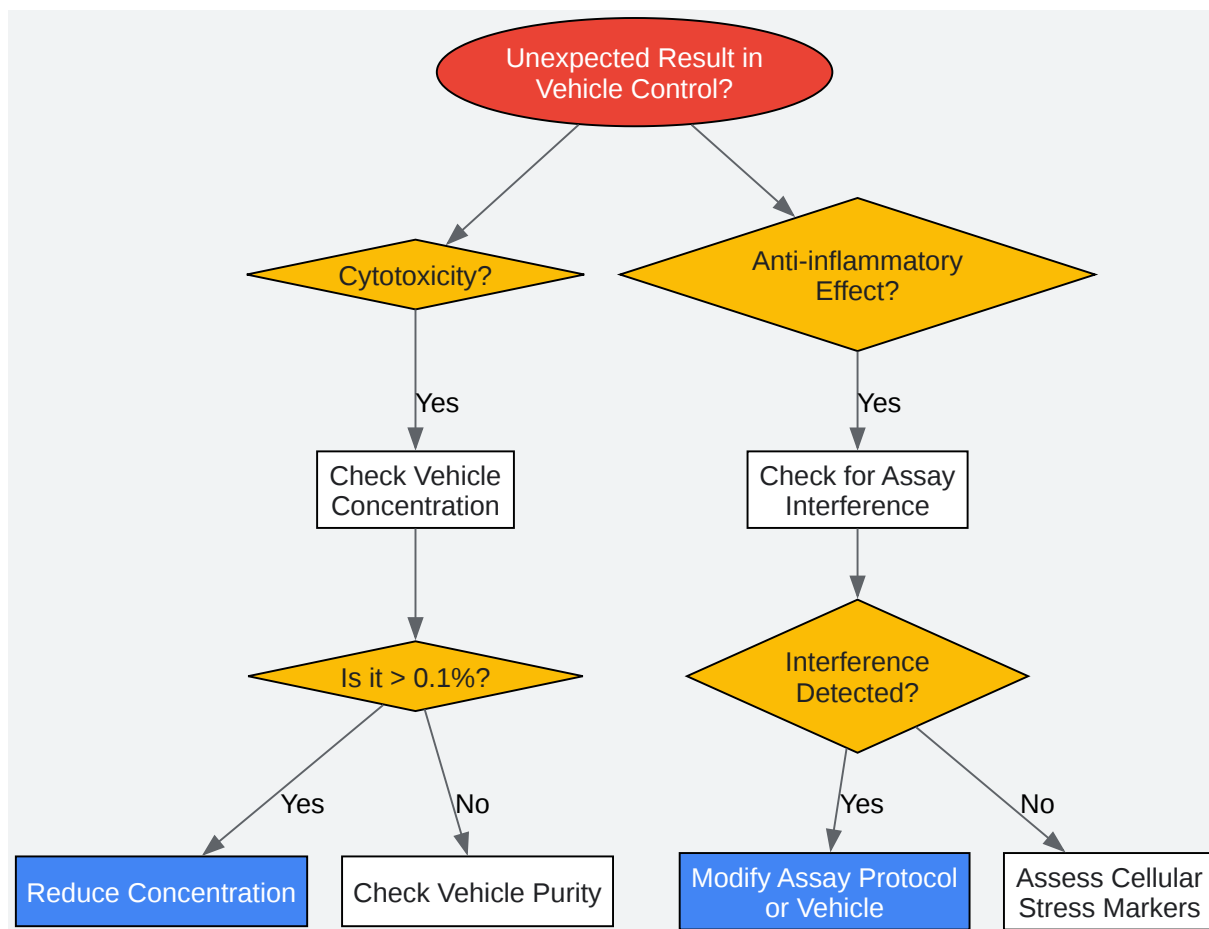 Unexpected Result in
Vehicle Control?
Cytotoxicity?
Anti-inflammatory
Effect?
Yes
Yes
Check Vehicle
Concentration
Check for Assay
Interference
Is it > 0.1%?
Interference
Detected?
Yes
No
Yes
No
Reduce Concentration
Check Vehicle Purity
Modify Assay Protocol
or Vehicle
Assess Cellular
Stress Markers